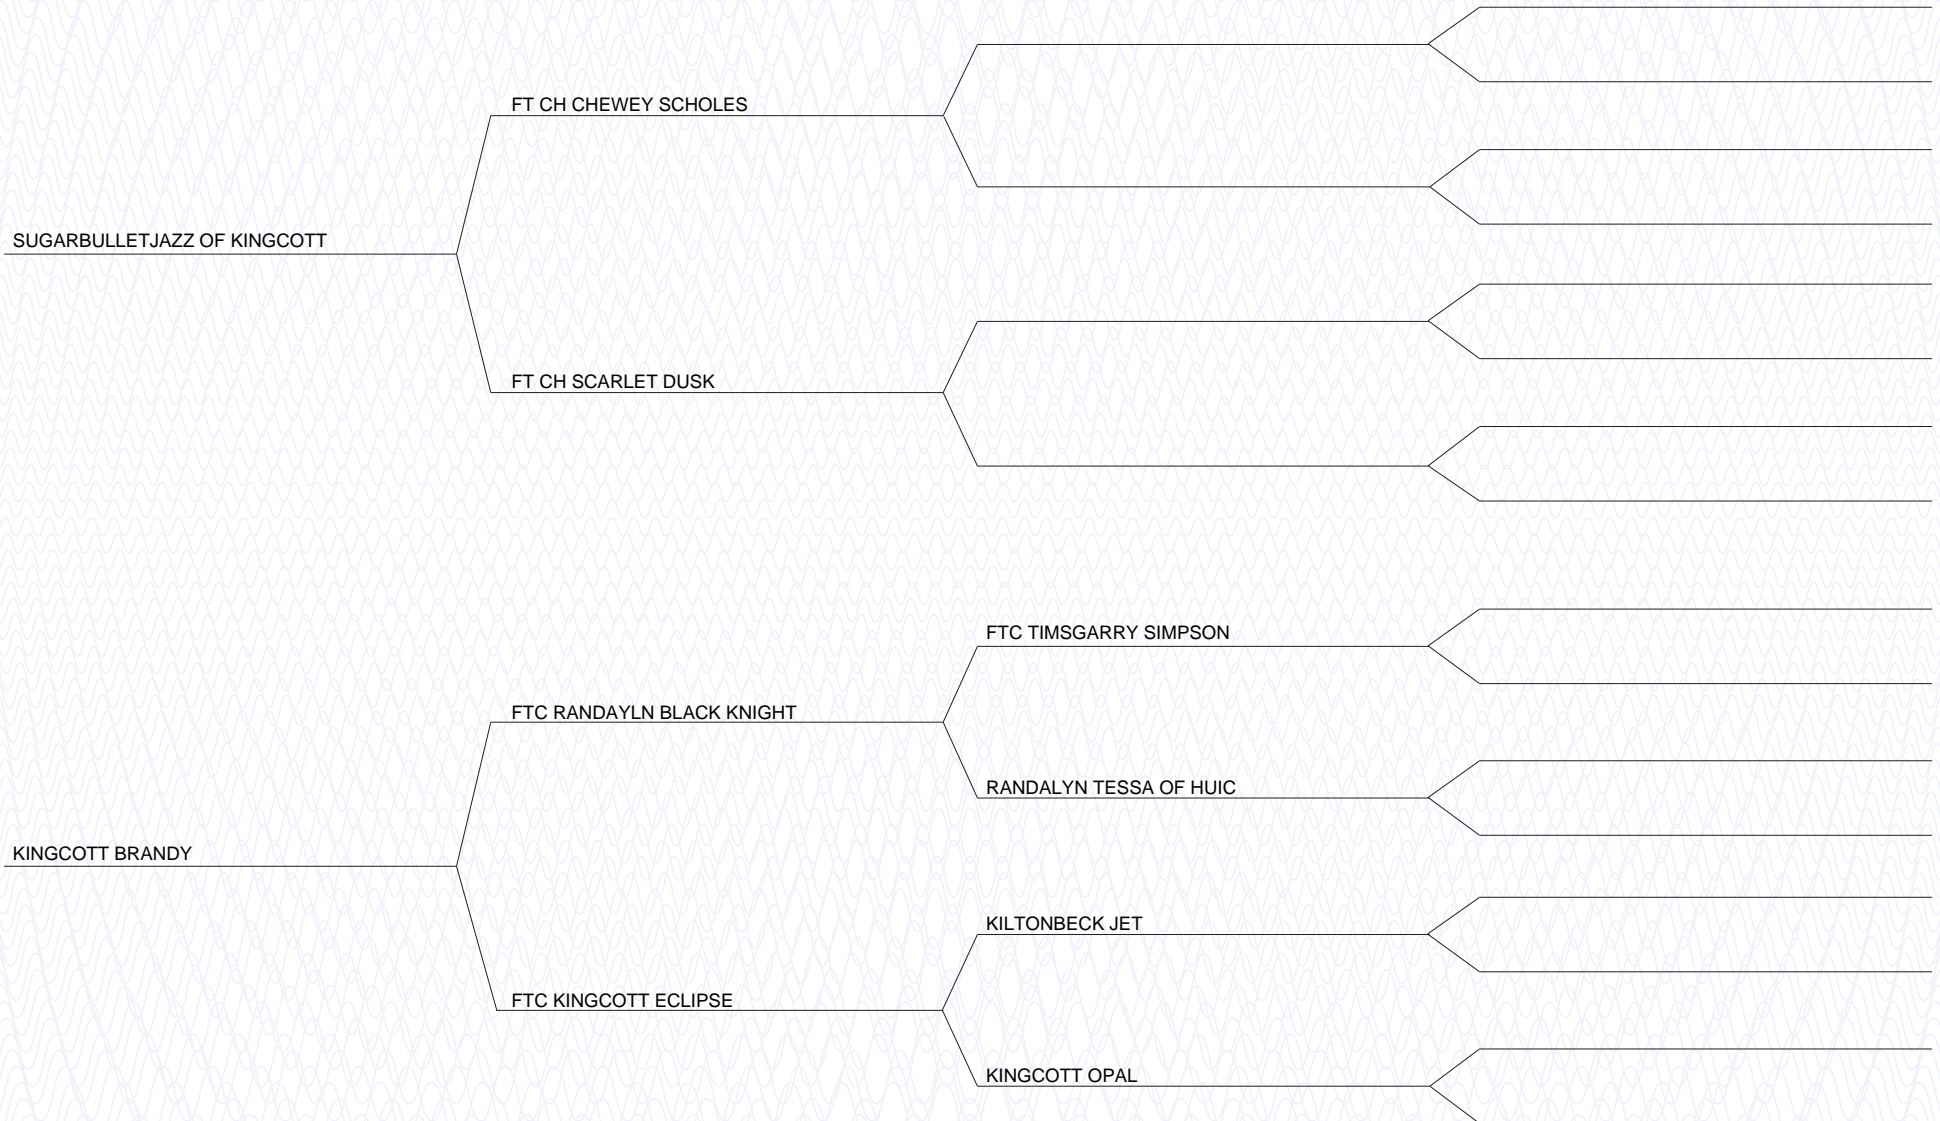 FT CH CHEWEY SCHOLES
SUGARBULLETJAZZ OF KINGCOTT
FT CH SCARLET DUSK
FTC TIMSGARRY SIMPSON
FTC RANDAYLN BLACK KNIGHT
RANDALYN TESSA OF HUIC
KINGCOTT BRANDY
KILTONBECK JET
FTC KINGCOTT ECLIPSE
KINGCOTT OPAL